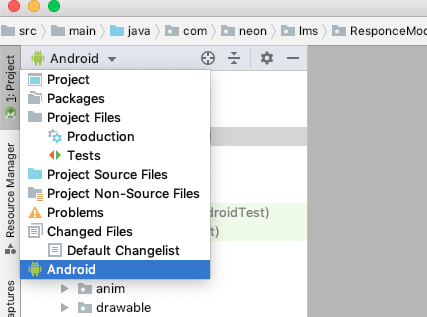 src main java com neon lms ResponceMod
Android
1: Project
Project
Packages
Project Files
Production
Tests
Project Source Files
Project Non-Source Files
Problems
Changed Files
Default Changelist
Android
droidTest)
t)
anim
drawable
Resource Manager
aptures